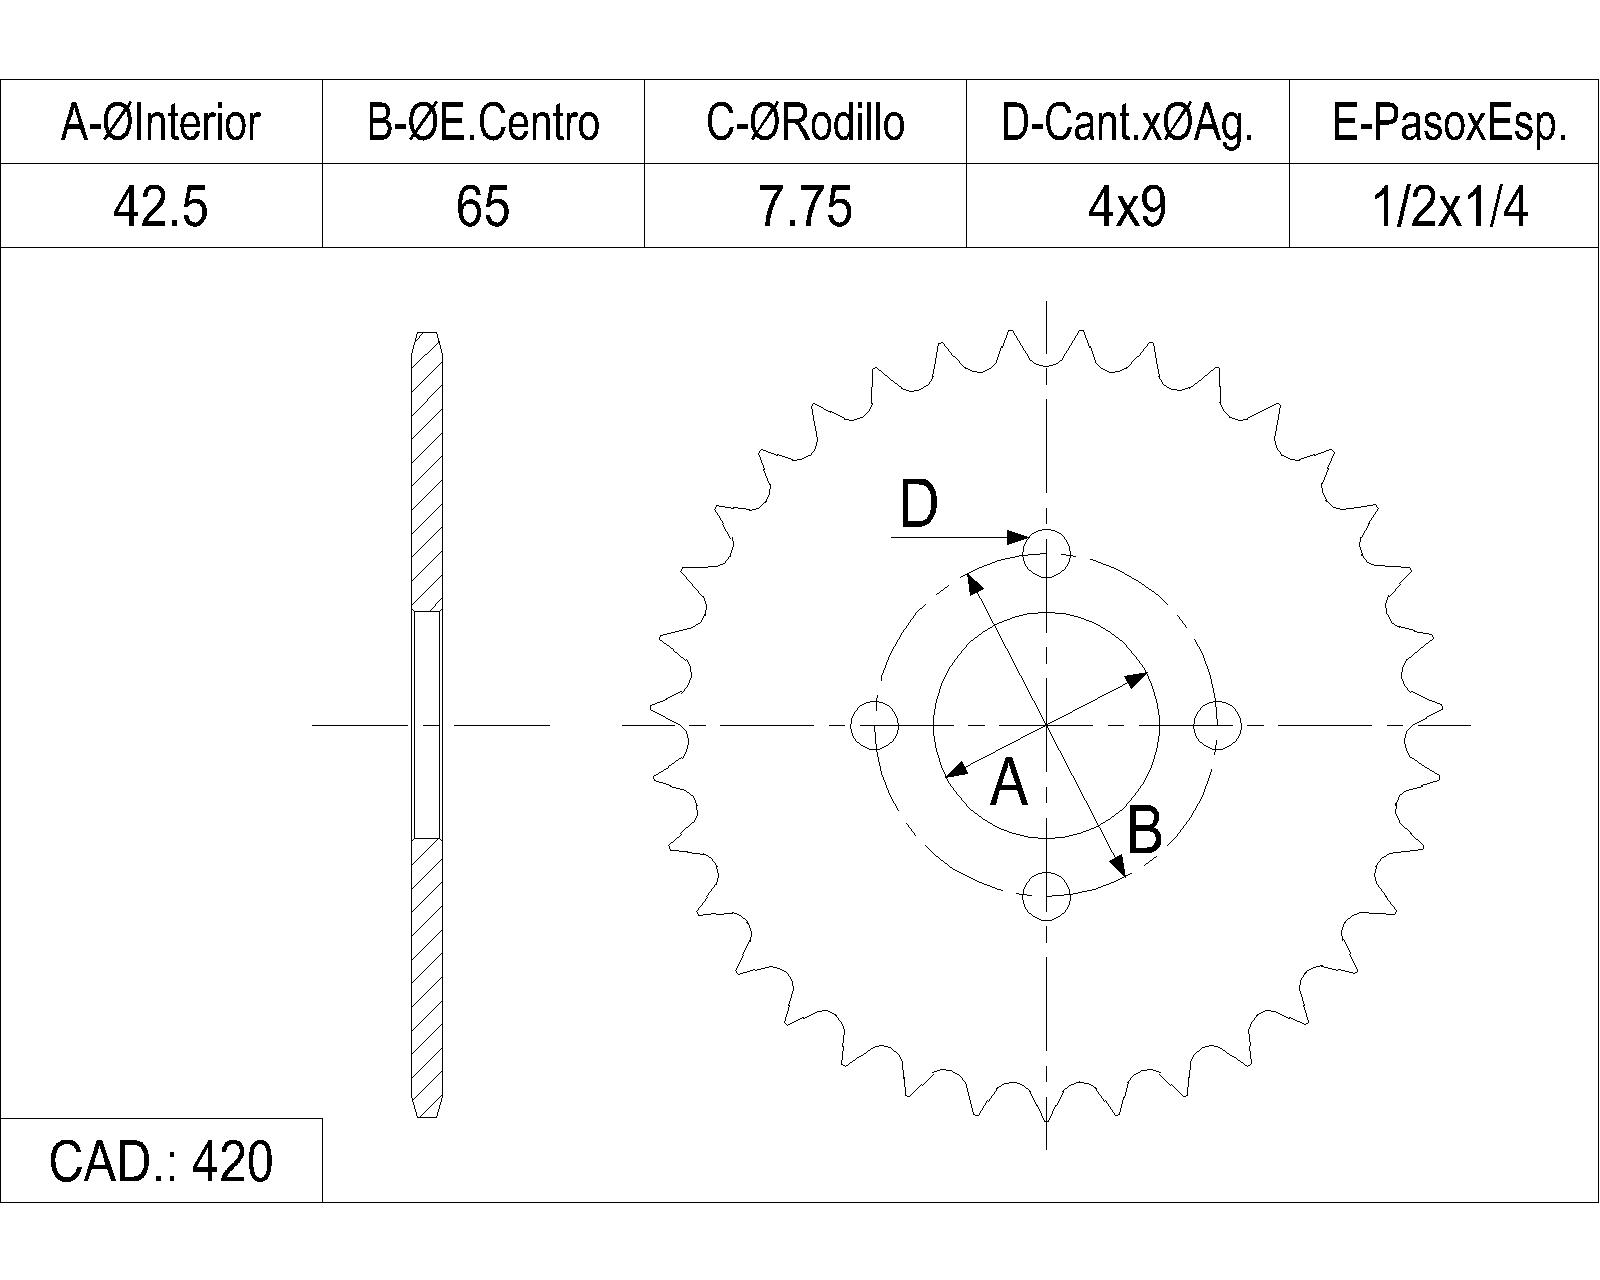 A-ØInterior B-ØE.Centro C-ØRodillo D-Cant.xØAg. E-PasoxEsp.
42.5 65 7.75 4x9 1/2x1/4
D
A
B
CAD.: 420